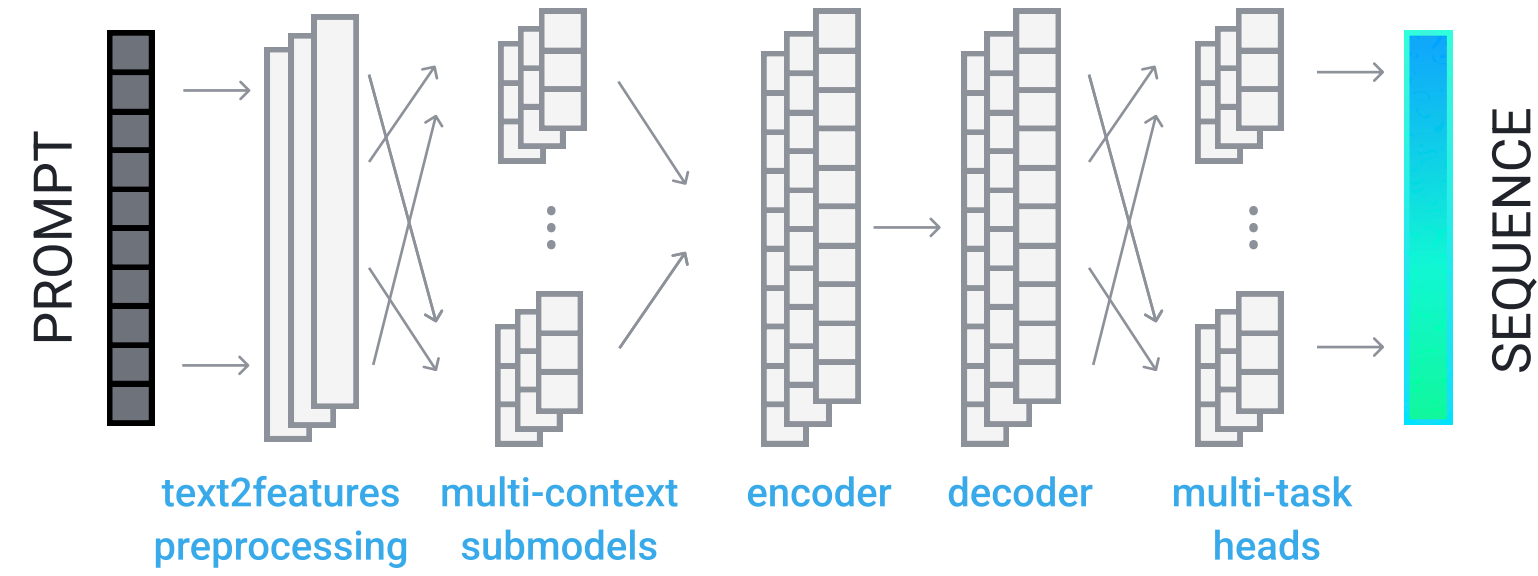 PROMPT
text2features
preprocessing
multi-context
submodels
encoder
decoder
multi-task
heads
SEQUENCE